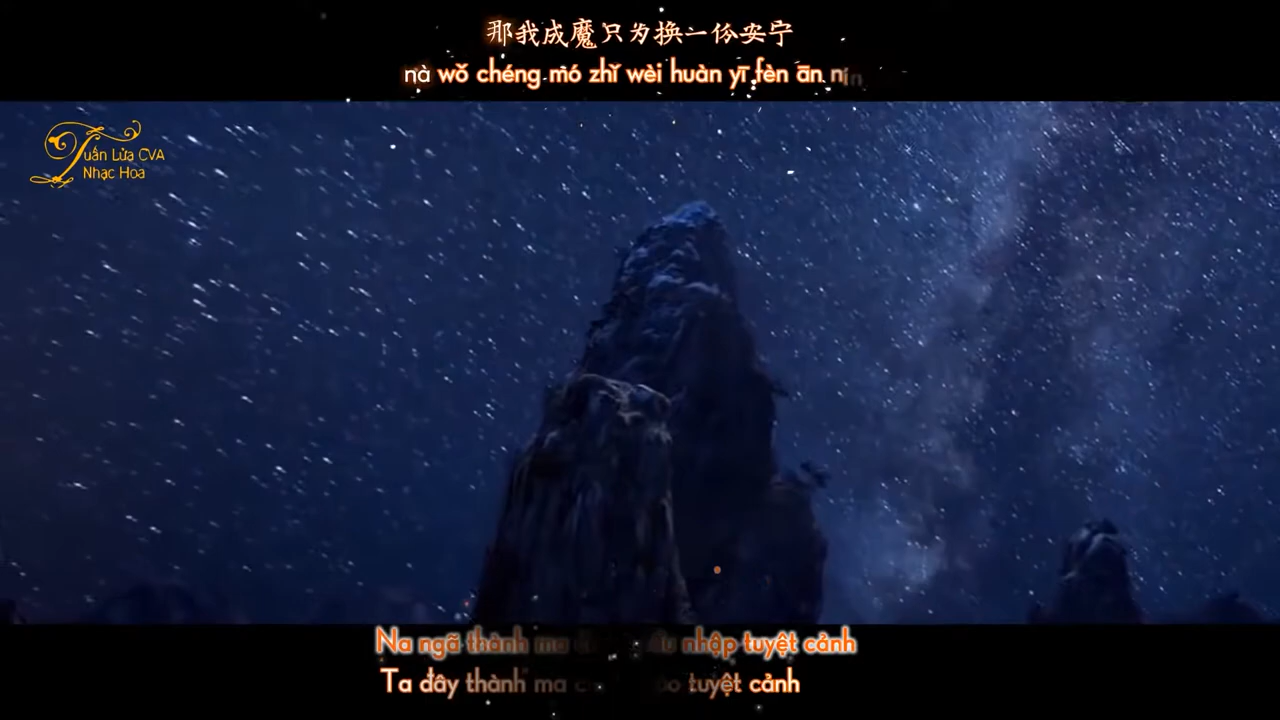 那我成魔只为换一份安宁
nà wǒ chéng mó zhǐ wèi huàn yī fèn ān nín
Tuấn Lửa CVA
Nhạc Hoa
Na ngã thành ma nhập tuyệt cảnh
Ta đây thành ma tuyệt cảnh